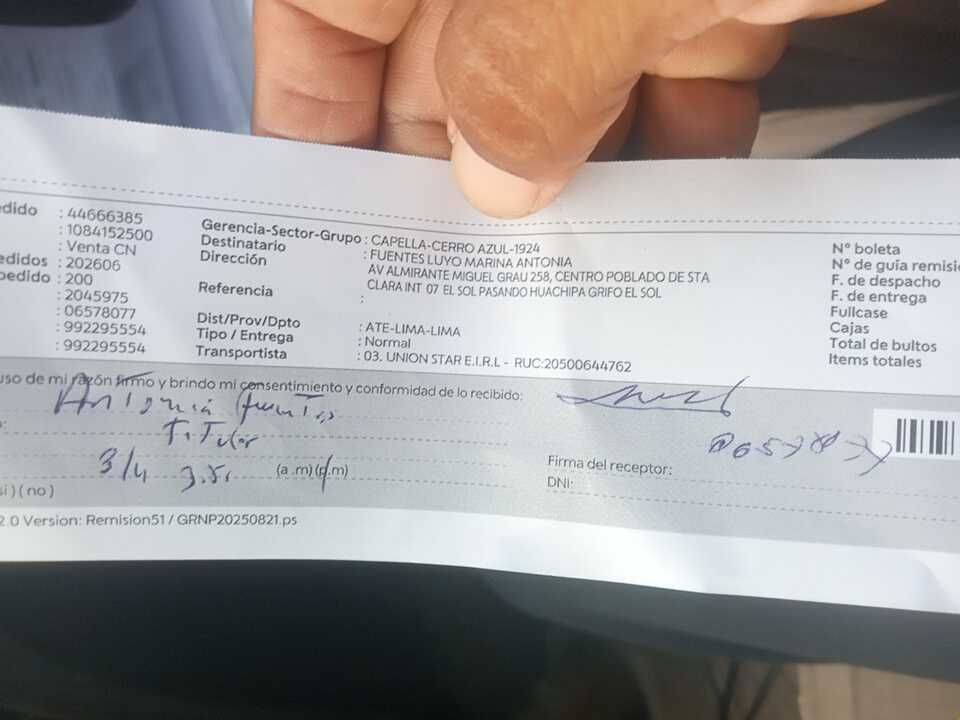 edido : 44666385
: 1084152500
: Venta CN
edidos : 202606
pedido : 200
: 2045975
: 06578077
: 992295554
: 992295554
Gerencia-Sector-Grupo : CAPELLA-CERRO AZUL-1924
Destinatario : FUENTES LUYO MARINA ANTONIA
Dirección AV ALMIRANTE MIGUEL GRAU 258, CENTRO POBLADO DE STA
CLARA INT 07 EL SOL PASANDO HUACHIPA GRIFO EL SOL
Referencia :
Dist/Prov/Dpto : ATE-LIMA-LIMA
Tipo / Entrega : Normal
Transportista : 03. UNION STAR E.I.R.L - RUC:20500644762
N° boleta
N° de guía remisi
F. de despacho
F. de entrega
Fullcase
Cajas
Total de bultos
Items totales
uso de mi razón firmo y brindo mi consentimiento y conformidad de lo recibido:
Antonia Fuentes
Titular
3/4 (a .m) (p.m)
si ) ( no )
Firma del receptor:
DNI:
2.0 Version: Remision51 / GRNP20250821.ps